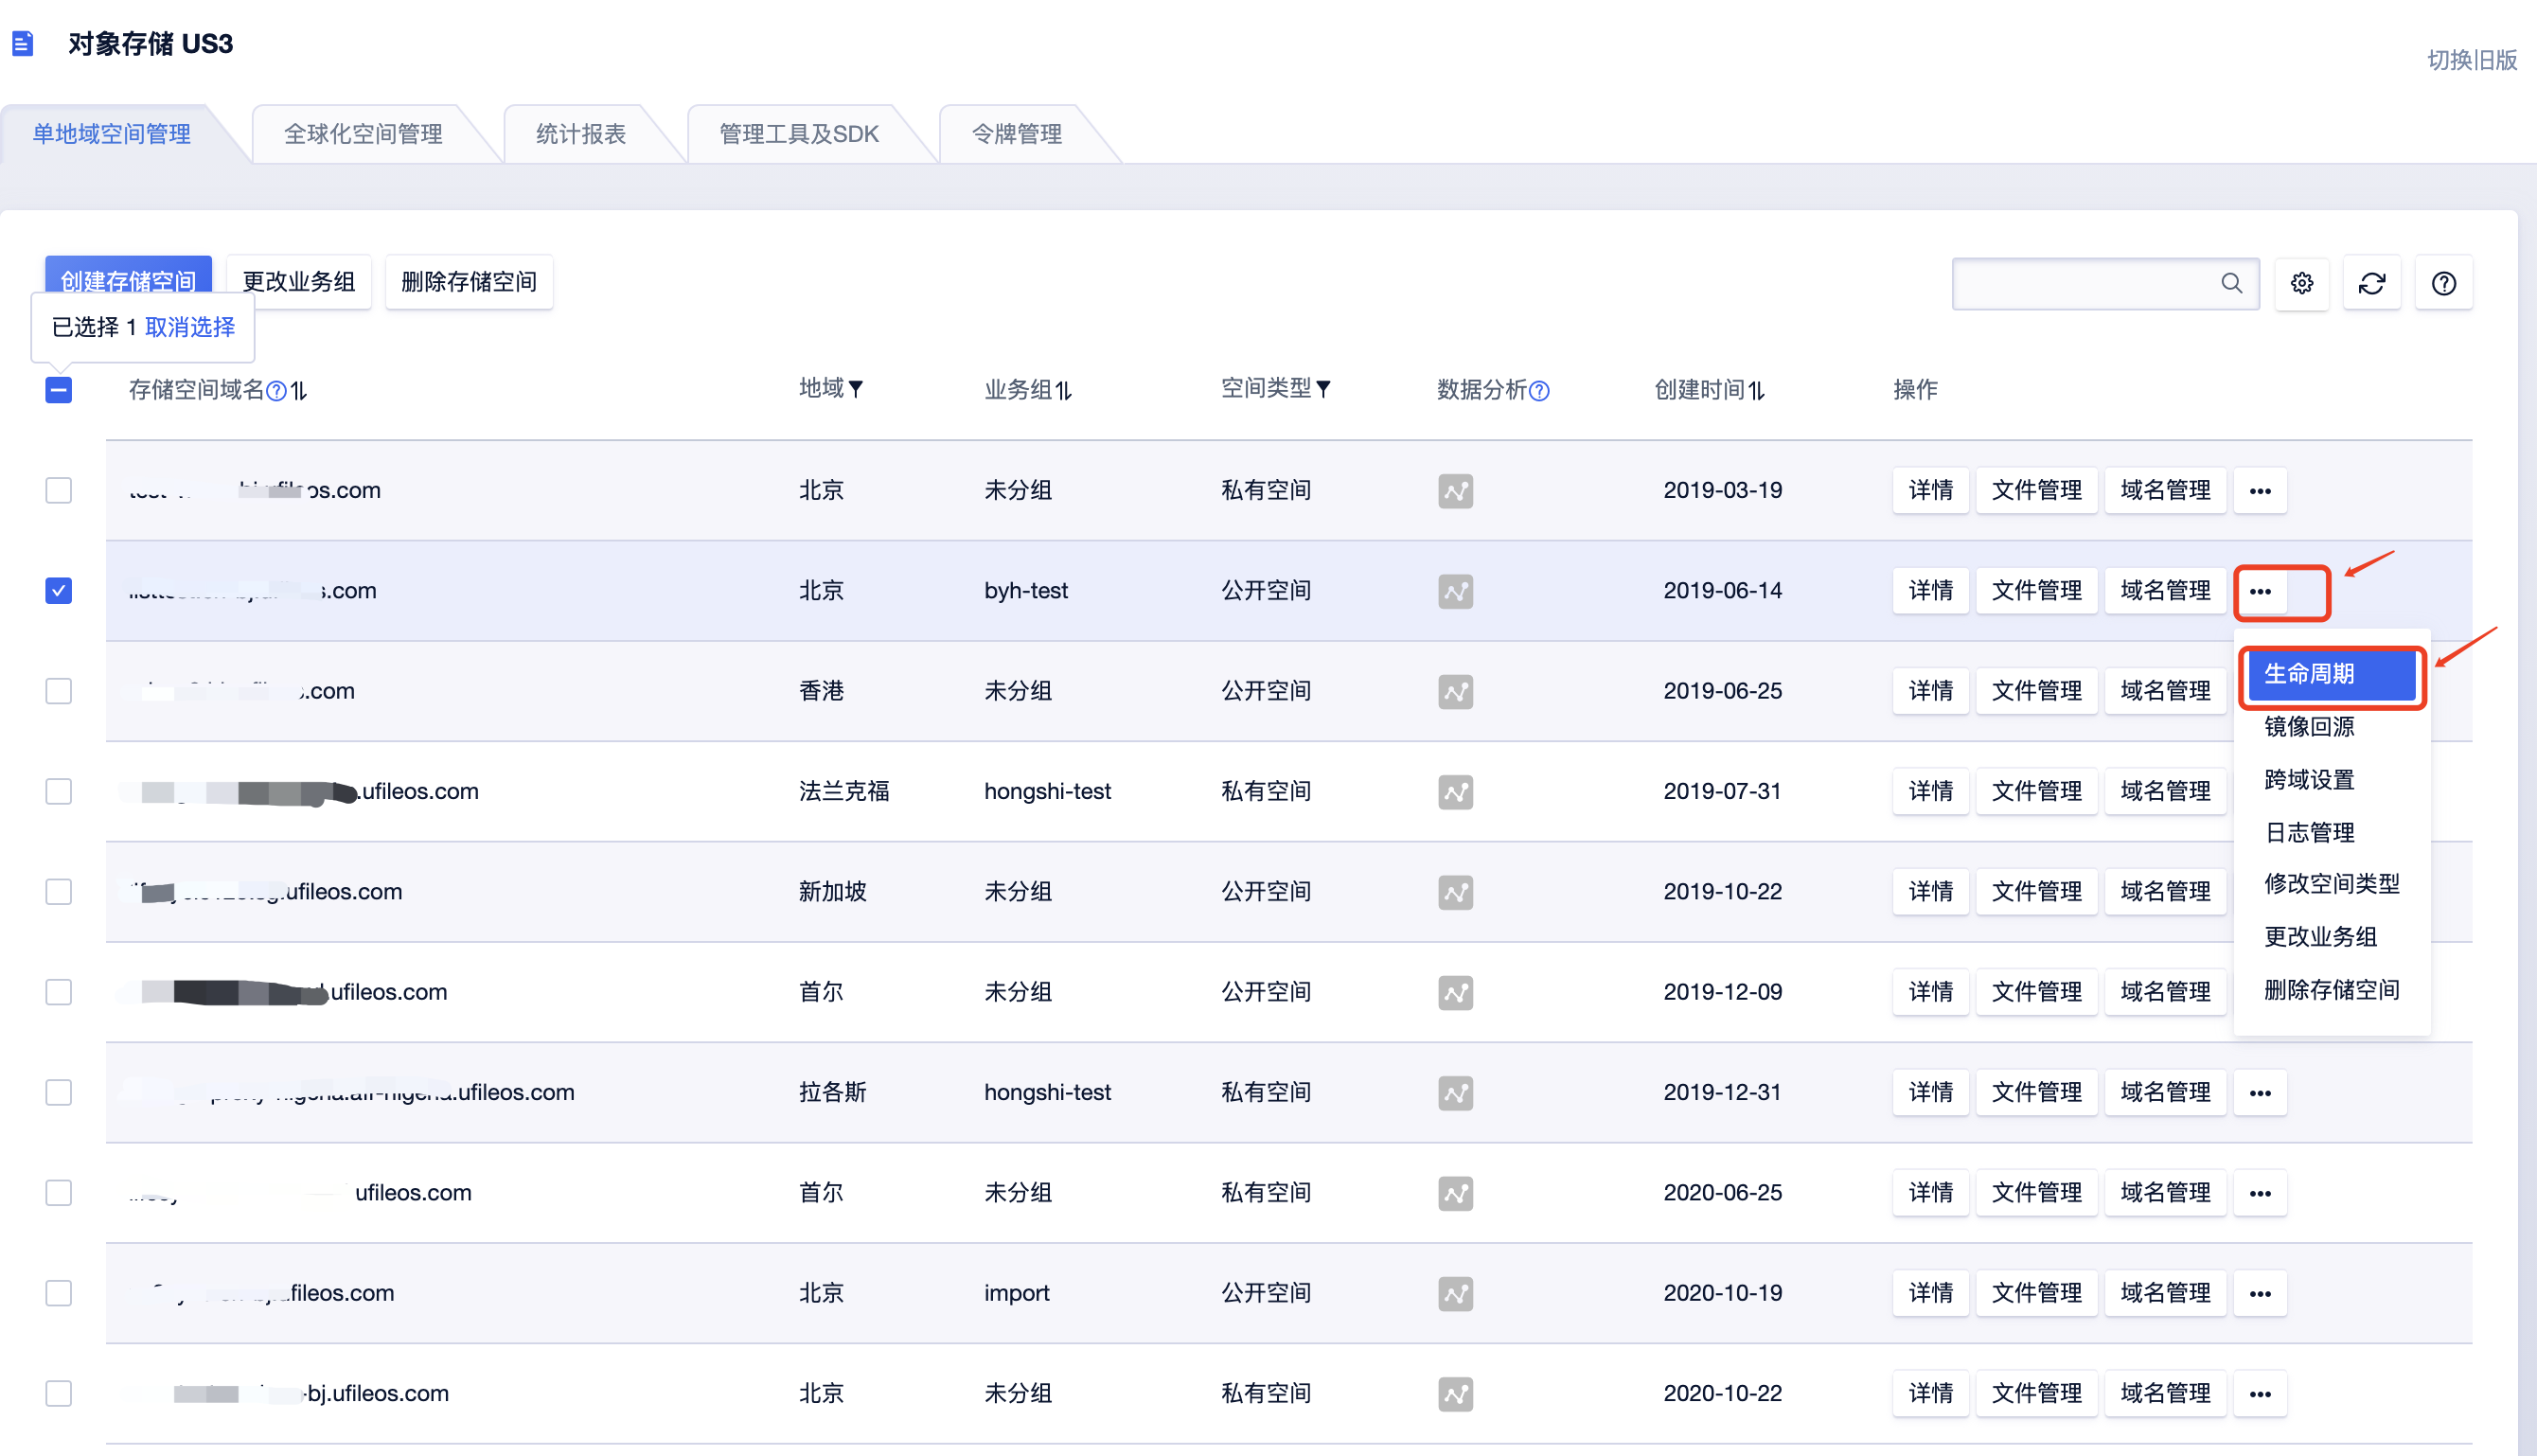 对象存储 US3
切换旧版
单地域空间管理 全球化空间管理 统计报表 管理工具及SDK 令牌管理
创建存储空间 更改业务组 删除存储空间
已选择 1 取消选择
存储空间域名 地域 业务组 空间类型 数据分析 创建时间 操作
os.com 北京 未分组 私有空间 2019-03-19 详情 文件管理 域名管理 •••
.com 北京 byh-test 公开空间 2019-06-14 详情 文件管理 域名管理 •••
.com 香港 未分组 公开空间 2019-06-25 详情 文件管理 域名管理
.ufileos.com 法兰克福 hongshi-test 私有空间 2019-07-31 详情 文件管理 域名管理
.ufileos.com 新加坡 未分组 公开空间 2019-10-22 详情 文件管理 域名管理
.ufileos.com 首尔 未分组 公开空间 2019-12-09 详情 文件管理 域名管理
生命周期
镜像回源
跨域设置
日志管理
修改空间类型
更改业务组
删除存储空间
.ufileos.com 拉各斯 hongshi-test 私有空间 2019-12-31 详情 文件管理 域名管理 •••
ufileos.com 首尔 未分组 私有空间 2020-06-25 详情 文件管理 域名管理 •••
fileos.com 北京 import 公开空间 2020-10-19 详情 文件管理 域名管理 •••
-bj.ufileos.com 北京 未分组 私有空间 2020-10-22 详情 文件管理 域名管理 •••